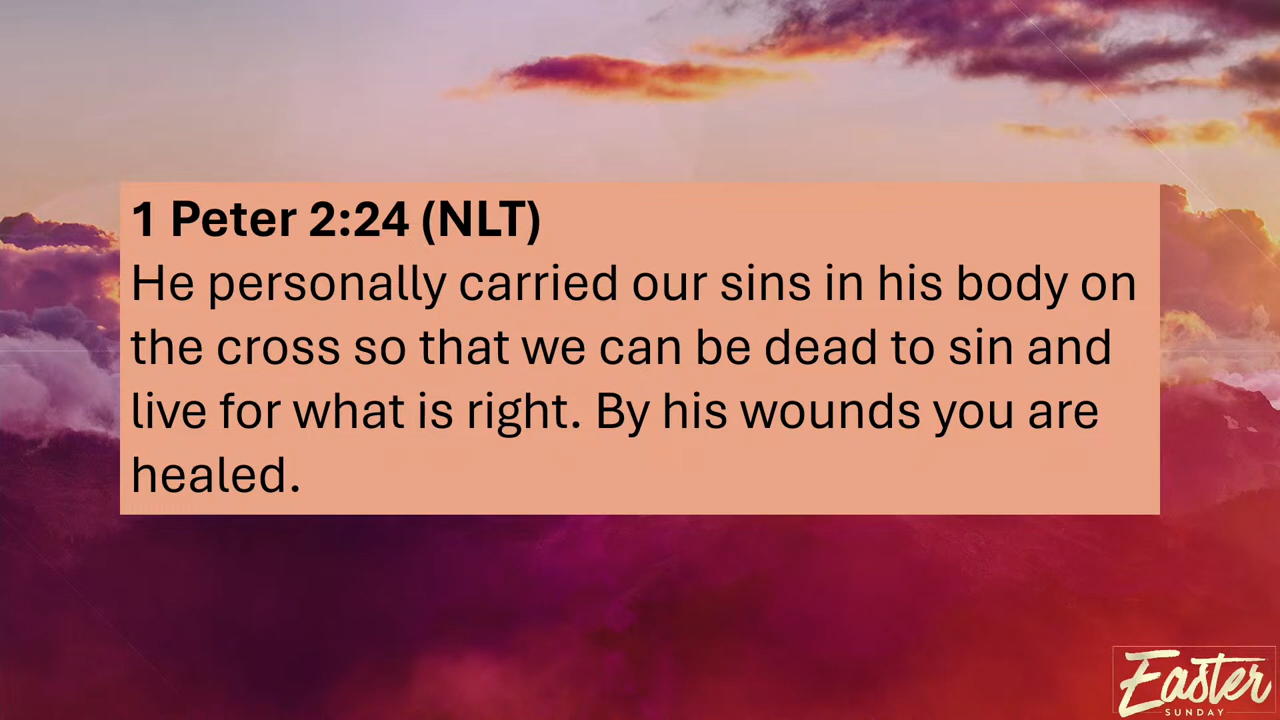 1 Peter 2:24 (NLT)
He personally carried our sins in his body on
the cross so that we can be dead to sin and
live for what is right. By his wounds you are
healed.
Easter
SUNDAY